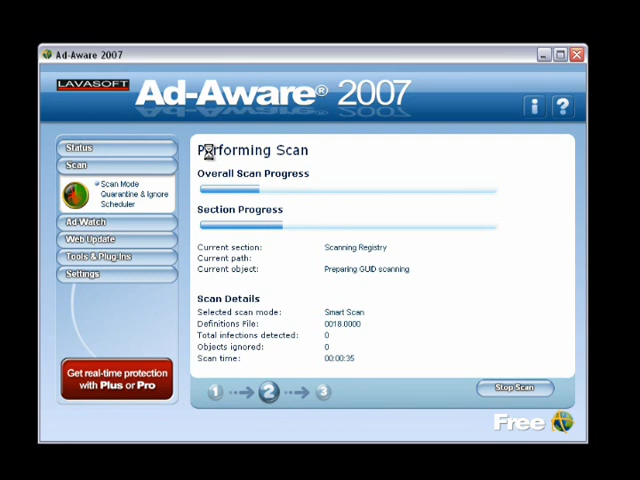 Ad-Aware 2007
LAVASOFT
Ad-Aware® 2007
Status
Scan
Scan Mode
Quarantine & Ignore
Scheduler
Ad-Watch
Web Update
Tools & Plug-Ins
Settings
Get real-time protection
with Plus or Pro
Performing Scan
Overall Scan Progress
Section Progress
Current section: Scanning Registry
Current path:
Current object: Preparing GUID scanning
Scan Details
Selected scan mode: Smart Scan
Definitions File: 0018.0000
Total infections detected: 0
Objects ignored: 0
Scan time: 00:00:35
1 2 3
Stop Scan
Free